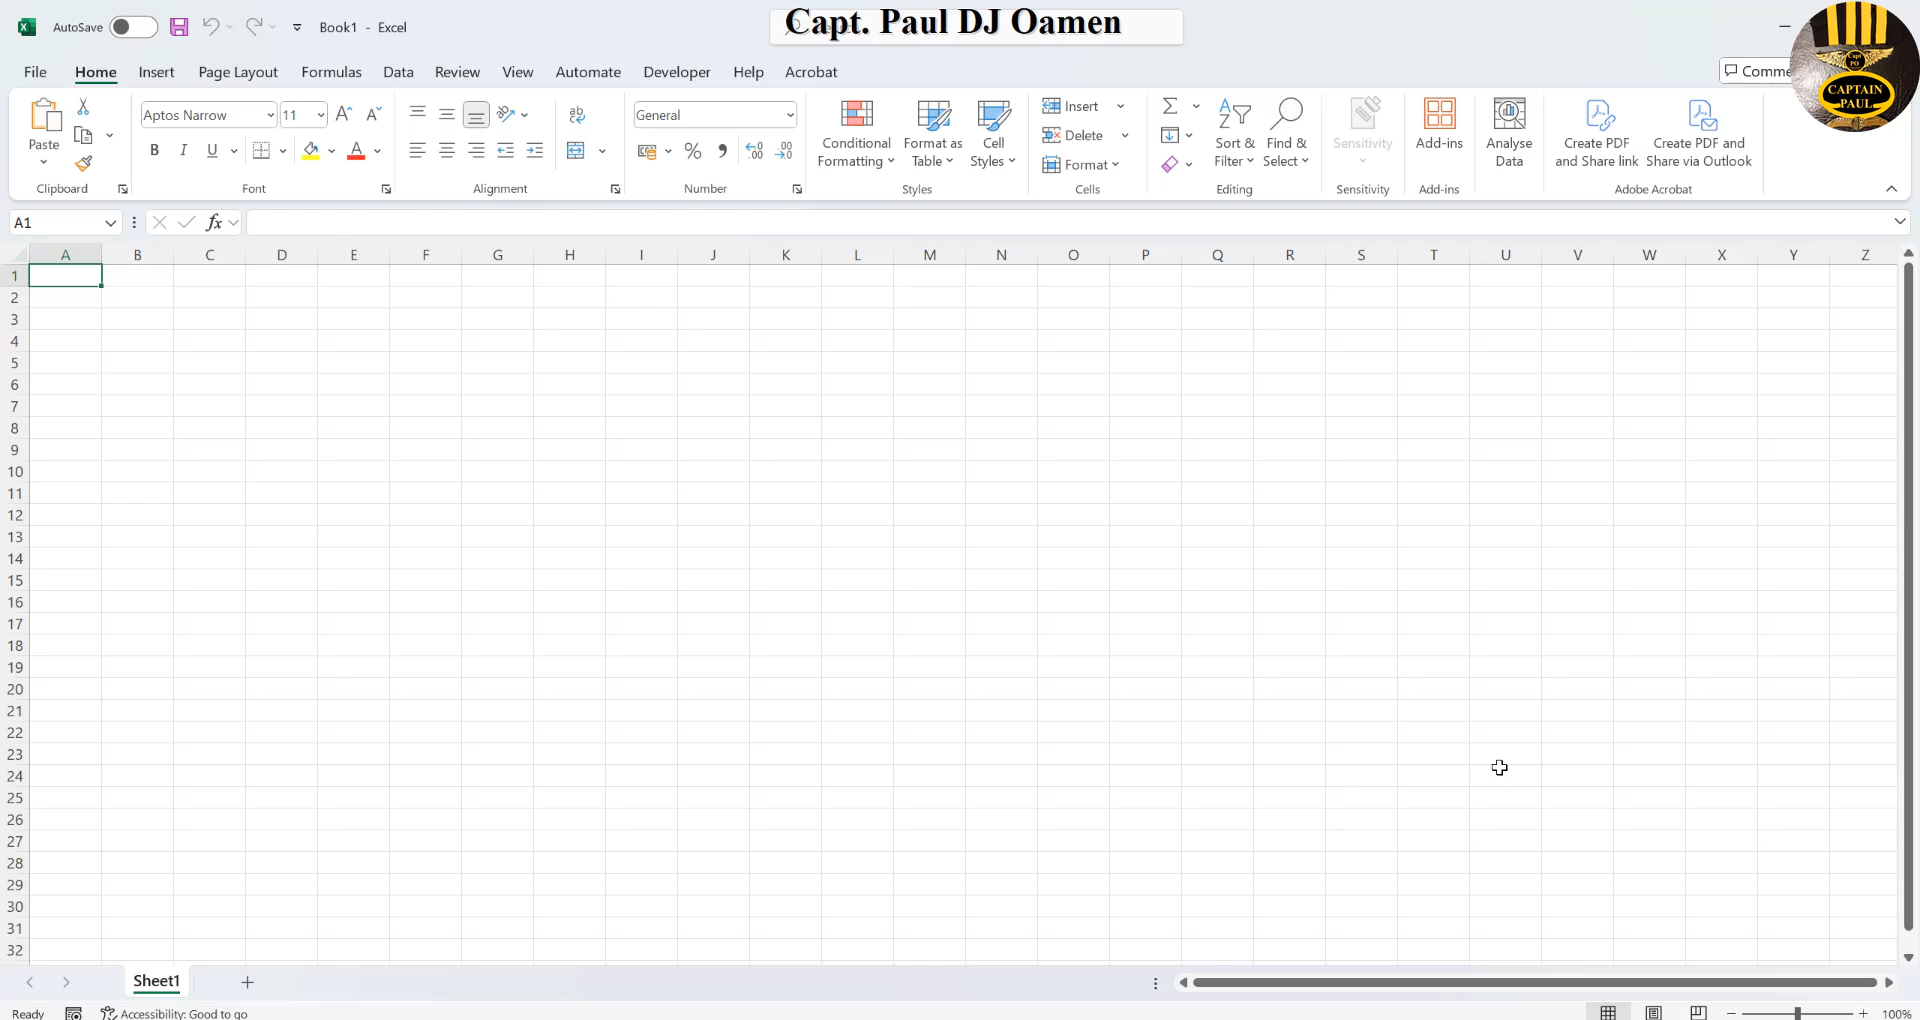 AutoSave
Book1 - Excel
Capt. Paul DJ Oamen
File Home Insert Page Layout Formulas Data Review View Automate Developer Help Acrobat
Comme
Capt
PO
CAPTAIN
PAUL
Paste
Clipboard
Aptos Narrow 11
B I U A
Font
ab
Alignment
General
% 9
Number
Conditional
Formatting
Format as
Table
Cell
Styles
Styles
Insert
Delete
Format
Cells
Σ
Sort &
Filter
Find &
Select
Editing
Sensitivity
Sensitivity
Add-ins
Add-ins
Analyse
Data
Create PDF
and Share link
Create PDF and
Share via Outlook
Adobe Acrobat
A1
fx
A B C D E F G H I J K L M N O P Q R S T U V W X Y Z
1
2
3
4
5
6
7
8
9
10
11
12
13
14
15
16
17
18
19
20
21
22
23
24
25
26
27
28
29
30
31
32
Sheet1
Ready
Accessibility: Good to go
100%